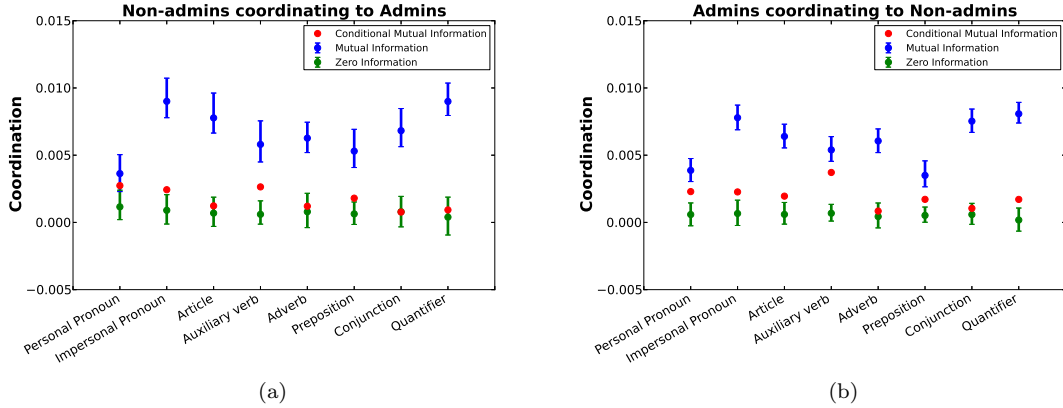 Non-admins coordinating to Admins
0.015
0.010
0.005
0.000
−0.005
Coordination
Conditional Mutual Information
Mutual Information
Zero Information
Personal Pronoun
Impersonal Pronoun
Article
Auxiliary verb
Adverb
Preposition
Conjunction
Quantifier
(a)
Admins coordinating to Non-admins
0.015
0.010
0.005
0.000
−0.005
Coordination
Conditional Mutual Information
Mutual Information
Zero Information
Personal Pronoun
Impersonal Pronoun
Article
Auxiliary verb
Adverb
Preposition
Conjunction
Quantifier
(b)